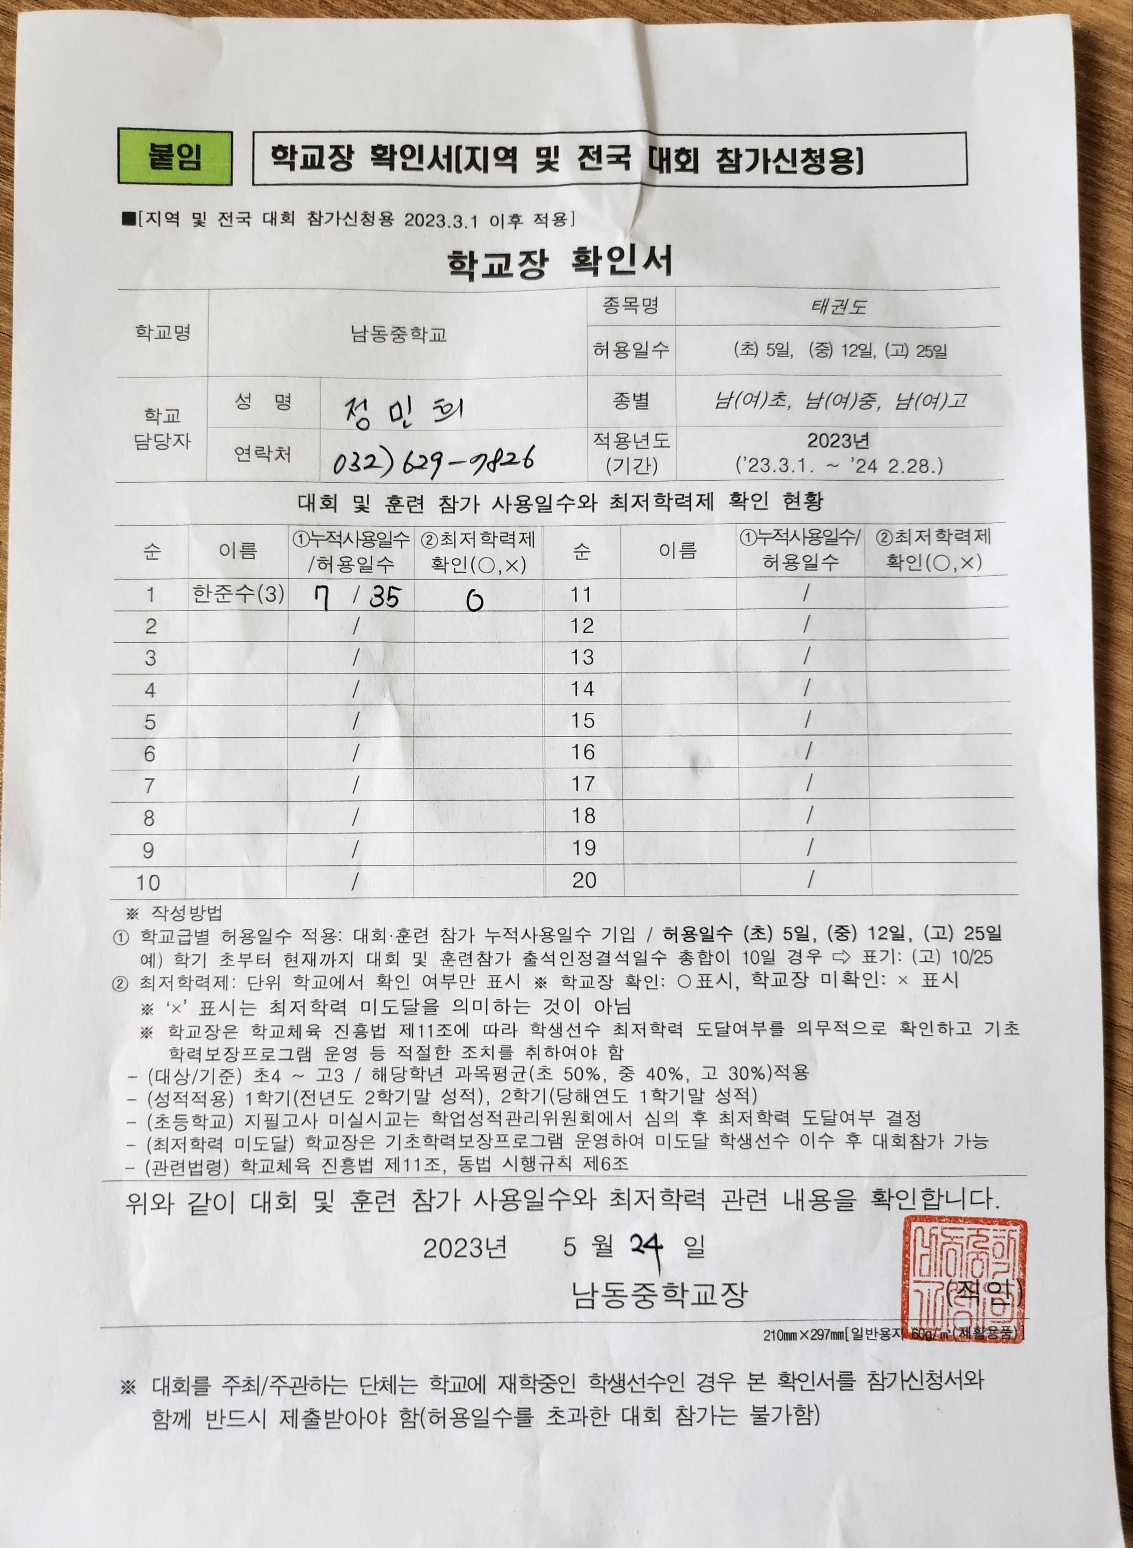 붙임
학교장 확인서(지역 및 전국 대회 참가신청용)
■[지역 및 전국 대회 참가신청용 2023.3.1 이후 적용]
학교장 확인서
학교명 남동중학교 종목명 태권도
허용일수 (초) 5일, (중) 12일, (고) 25일
학교 담당자 성 명 정민희 종별 남(여)초, 남(여)중, 남(여)고
연락처 032) 629-7826 적용년도 (기간) 2023년 ('23.3.1. ~ '24 2.28.)
대회 및 훈련 참가 사용일수와 최저학력제 확인 현황
순 이름 ①누적사용일수/허용일수 ②최저학력제 확인(○,×) 순 이름 ①누적사용일수/허용일수 ②최저학력제 확인(○,×)
1 한준수(3) 7 / 35 O 11 /
2 / 12 /
3 / 13 /
4 / 14 /
5 / 15 /
6 / 16 /
7 / 17 /
8 / 18 /
9 / 19 /
10 / 20 /
※ 작성방법
① 학교급별 허용일수 적용: 대회·훈련 참가 누적사용일수 기입 / 허용일수 (초) 5일, (중) 12일, (고) 25일
예) 학기 초부터 현재까지 대회 및 훈련참가 출석인정결석일수 총합이 10일 경우 ⇨ 표기: (고) 10/25
② 최저학력제: 단위 학교에서 확인 여부만 표시 ※ 학교장 확인: ○표시, 학교장 미확인: × 표시
※ '×' 표시는 최저학력 미도달을 의미하는 것이 아님
※ 학교장은 학교체육 진흥법 제11조에 따라 학생선수 최저학력 도달여부를 의무적으로 확인하고 기초
학력보장프로그램 운영 등 적절한 조치를 취하여야 함
- (대상/기준) 초4 ~ 고3 / 해당학년 과목평균(초 50%, 중 40%, 고 30%)적용
- (성적적용) 1학기(전년도 2학기말 성적), 2학기(당해연도 1학기말 성적)
- (초등학교) 지필고사 미실시교는 학업성적관리위원회에서 심의 후 최저학력 도달여부 결정
- (최저학력 미도달) 학교장은 기초학력보장프로그램 운영하여 미도달 학생선수 이수 후 대회참가 가능
- (관련법령) 학교체육 진흥법 제11조, 동법 시행규칙 제6조
위와 같이 대회 및 훈련 참가 사용일수와 최저학력 관련 내용을 확인합니다.
2023년 5 월 24 일
남동중학교장 (직인)
210㎜×297㎜[일반용지 60g/㎡(재활용품)]
※ 대회를 주최/주관하는 단체는 학교에 재학중인 학생선수인 경우 본 확인서를 참가신청서와
함께 반드시 제출받아야 함(허용일수를 초과한 대회 참가는 불가함)